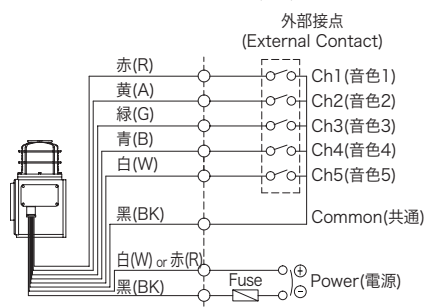 外部接点
(External Contact)
赤(R)
Ch1(音色1)
黄(A)
Ch2(音色2)
緑(G)
Ch3(音色3)
青(B)
Ch4(音色4)
白(W)
Ch5(音色5)
黒(BK)
Common(共通)
白(W) or 赤(R)
⊕
Fuse
Power(電源)
黒(BK)
⊖